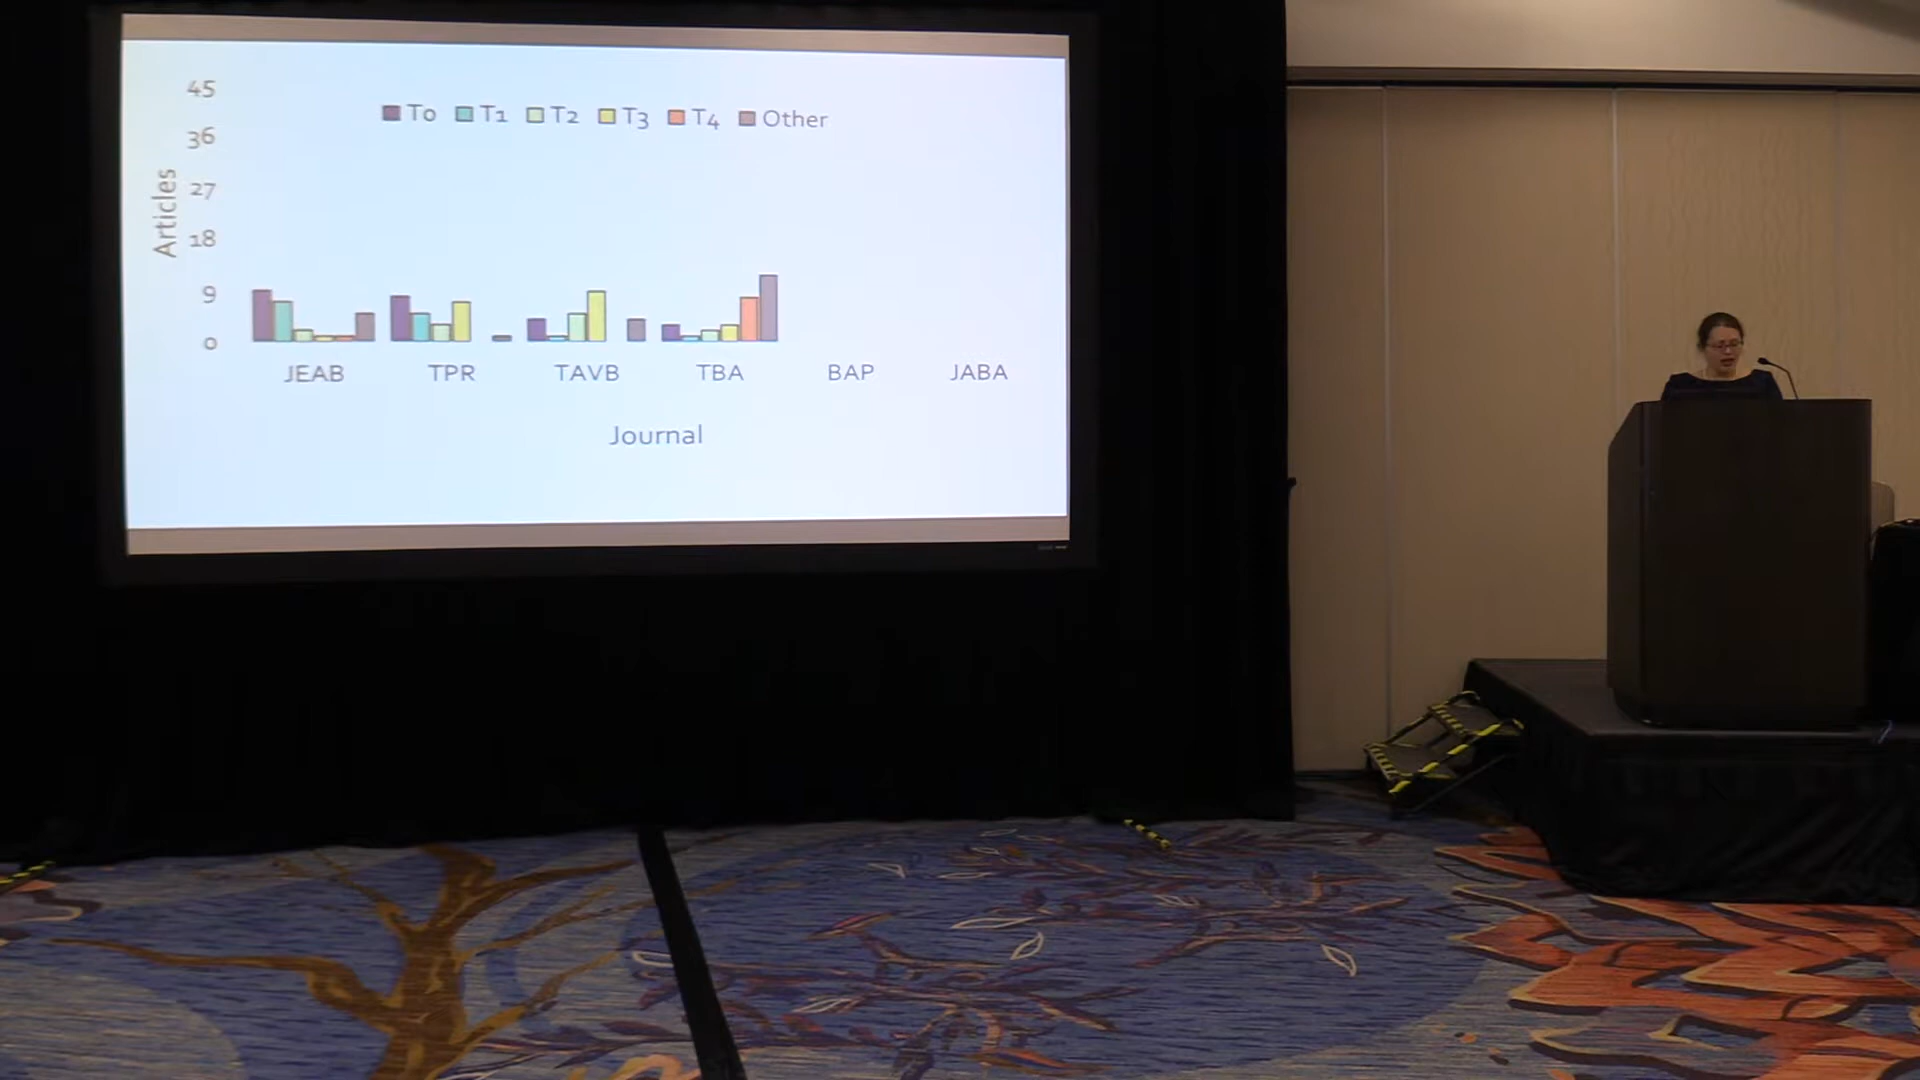 45
36
27
18
9
0
Articles
T0 T1 T2 T3 T4 Other
JEAB TPR TAVB TBA BAP JABA
Journal